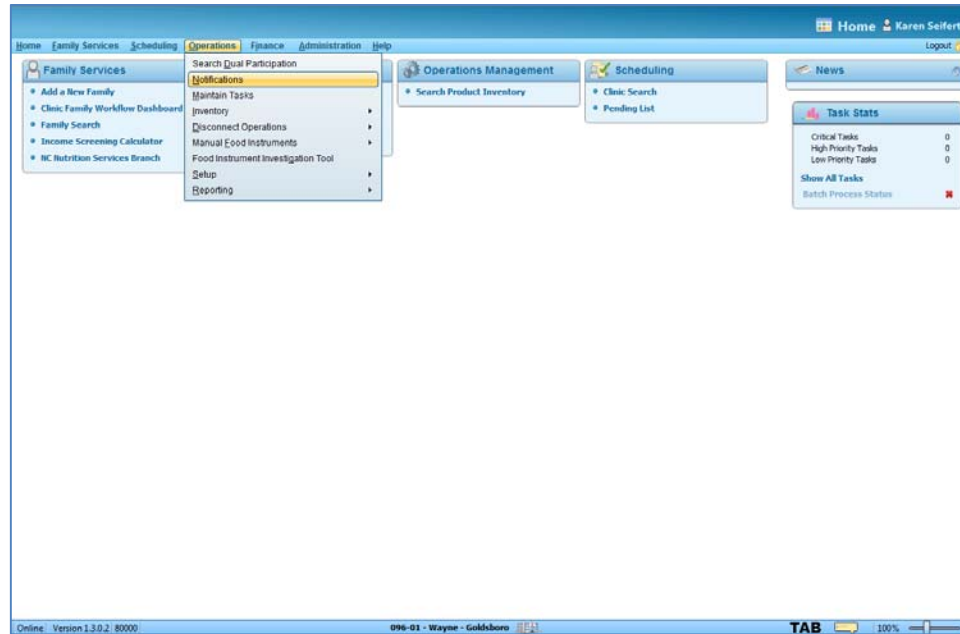 Home Karen Seifert
Home Family Services Scheduling Operations Finance Administration Help Logout
Family Services
Add a New Family
Clinic Family Workflow Dashboard
Family Search
Income Screening Calculator
NC Nutrition Services Branch
Search Dual Participation
Notifications
Maintain Tasks
Inventory
Disconnect Operations
Manual Food Instruments
Food Instrument Investigation Tool
Setup
Reporting
Operations Management
Search Product Inventory
Scheduling
Clinic Search
Pending List
News
Task Stats
Critical Tasks 0
High Priority Tasks 0
Low Priority Tasks 0
Show All Tasks
Batch Process Status
Online Version 1.3.0.2 80000 096-01 - Wayne - Goldsboro TAB 100%